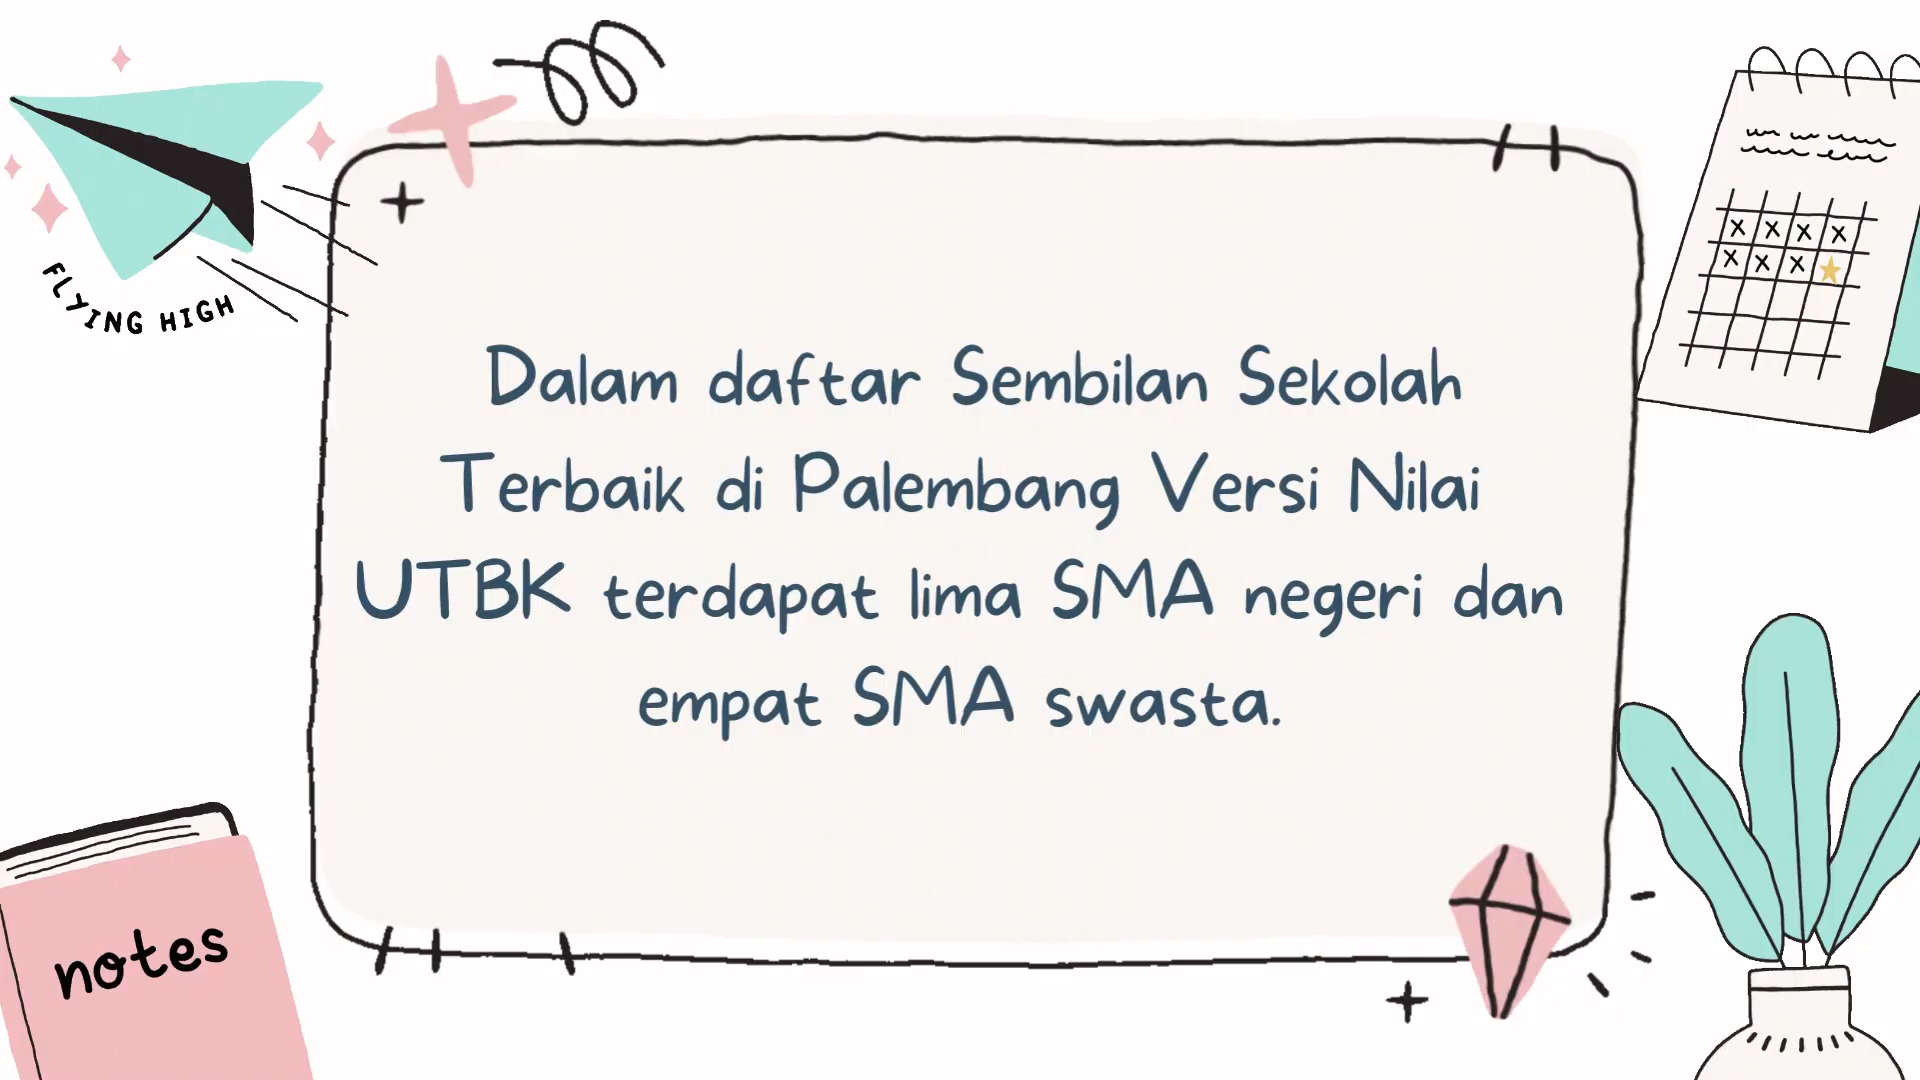 FLYING HIGH
Dalam daftar Sembilan Sekolah
Terbaik di Palembang Versi Nilai
UTBK terdapat lima SMA negeri dan
empat SMA swasta.
notes